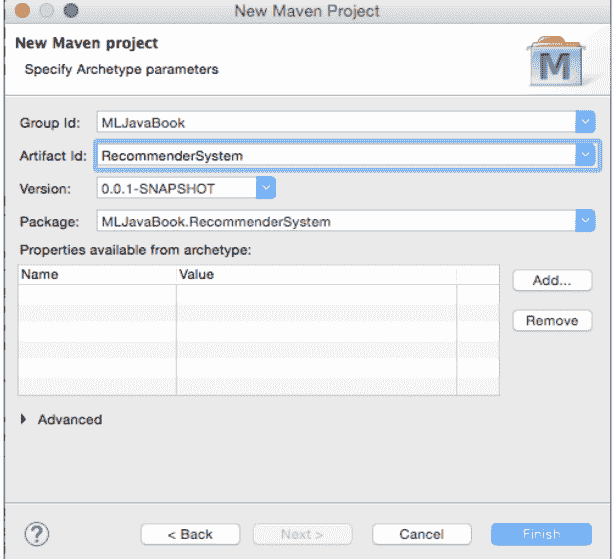 New Maven Project
New Maven project
Specify Archetype parameters
M
Group Id: MLJavaBook
Artifact Id: RecommenderSystem
Version: 0.0.1-SNAPSHOT
Package: MLJavaBook.RecommenderSystem
Properties available from archetype:
Name Value
Add...
Remove
Advanced
? < Back Next > Cancel Finish